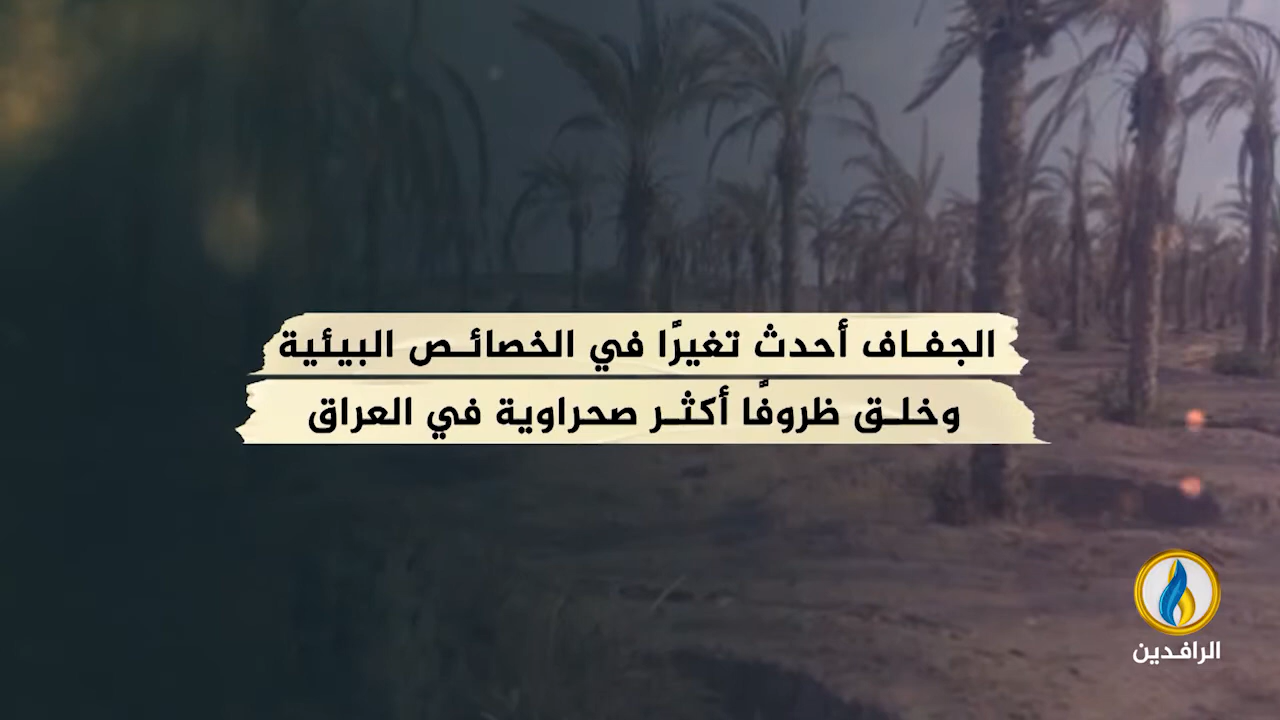 الجفاف أحدث تغيرًا في الخصائص البيئية
وخلق ظروفًا أكثر صحراوية في العراق
الرافدين